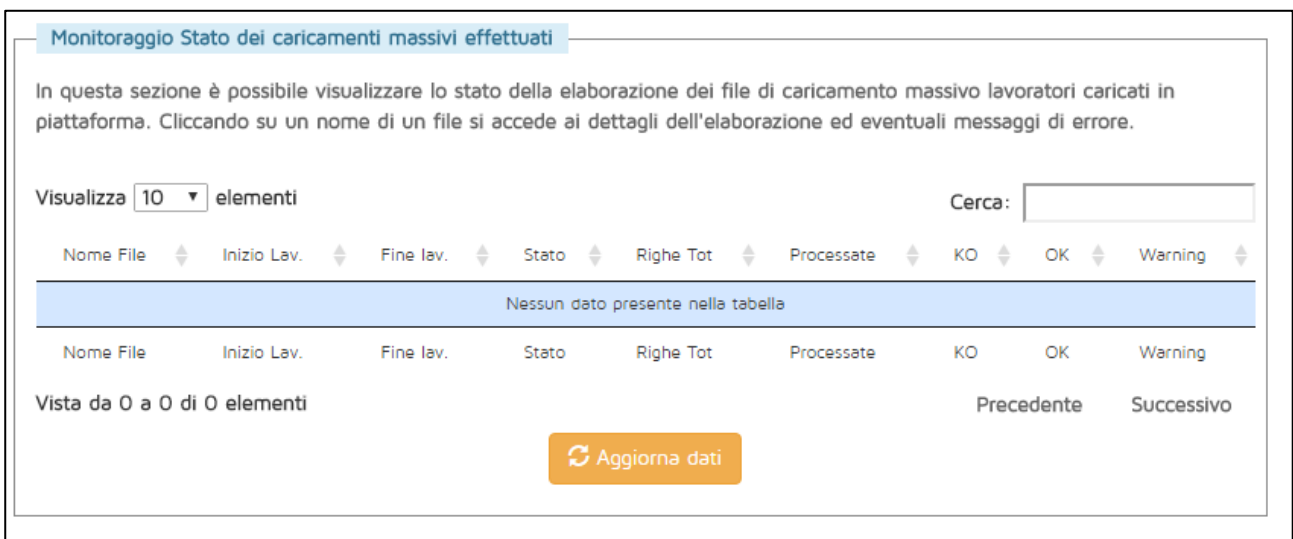 Monitoraggio Stato dei caricamenti massivi effettuati
In questa sezione è possibile visualizzare lo stato della elaborazione dei file di caricamento massivo lavoratori caricati in
piattaforma. Cliccando su un nome di un file si accede ai dettagli dell'elaborazione ed eventuali messaggi di errore.
Visualizza 10 elementi Cerca:
Nome File Inizio Lav. Fine lav. Stato Righe Tot Processate KO OK Warning
Nessun dato presente nella tabella
Nome File Inizio Lav. Fine lav. Stato Righe Tot Processate KO OK Warning
Vista da 0 a 0 di 0 elementi Precedente Successivo
Aggiorna dati